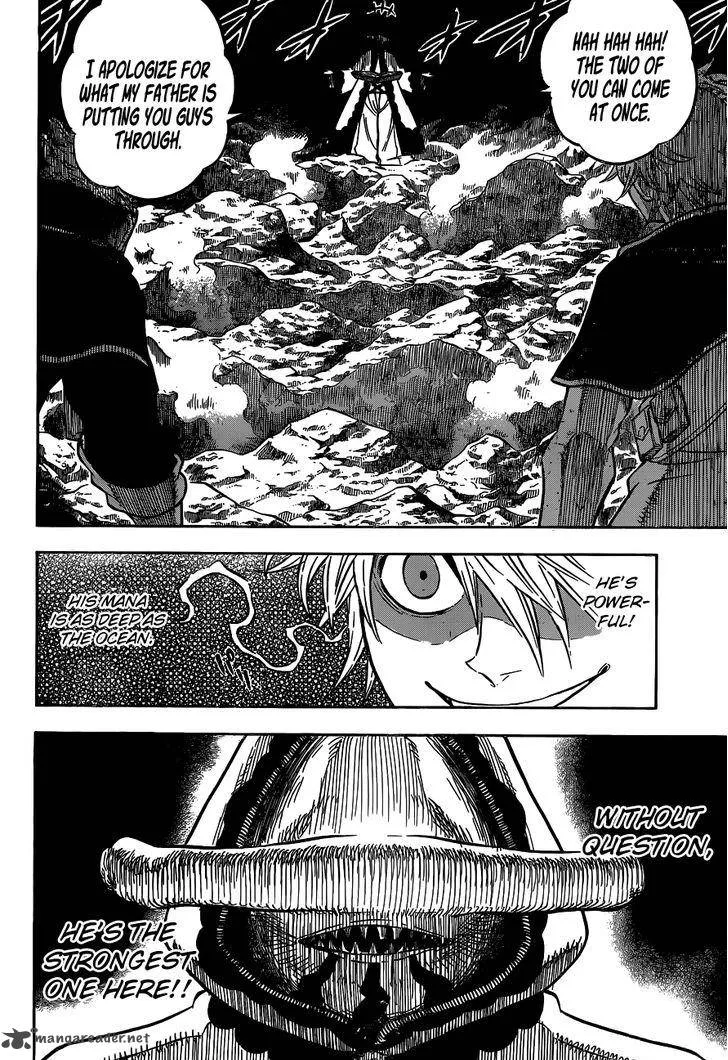 HAH HAH HAH!
THE TWO OF
YOU CAN COME
AT ONCE.
I APOLOGIZE FOR
WHAT MY FATHER IS
PUTTING YOU GUYS
THROUGH.
HE'S
POWER-
FUL!
HIS MANA
IS AS DEEP AS
THE OCEAN.
WITHOUT
QUESTION,
HE'S THE
STRONGEST
ONE HERE!!
mangareader.net